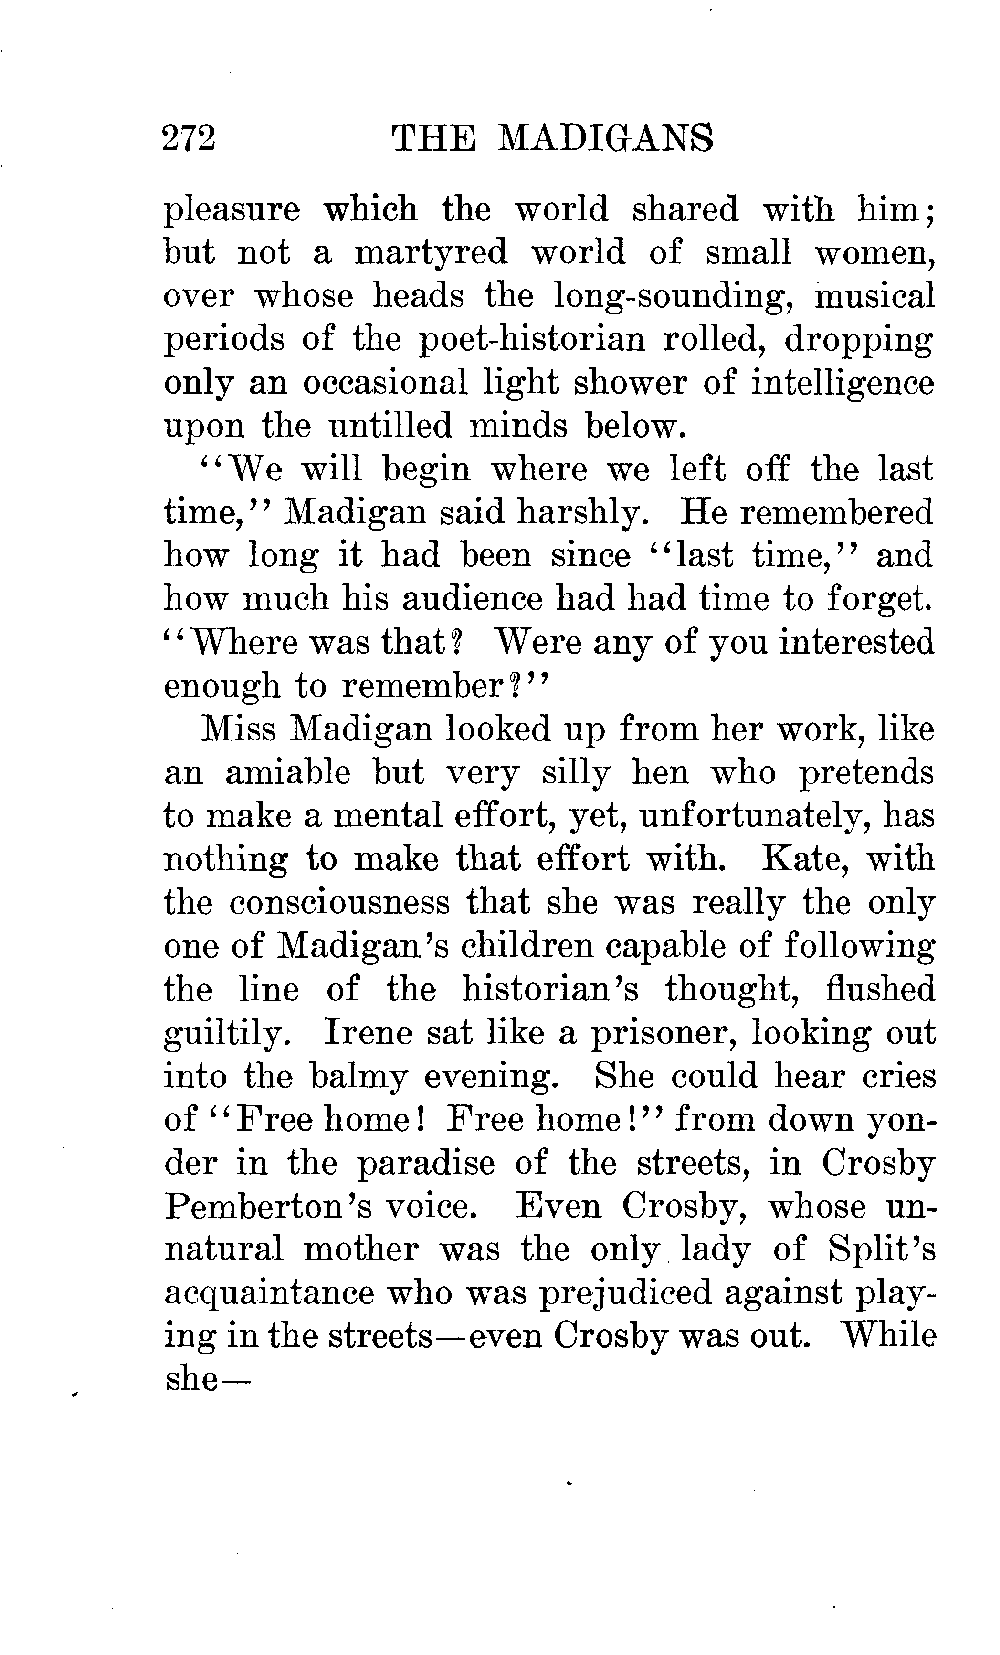 272 THE MADIGANS
pleasure which the world shared with him;
but not a martyred world of small women,
over whose heads the long-sounding, musical
periods of the poet-historian rolled, dropping
only an occasional light shower of intelligence
upon the untilled minds below.
"We will begin where we left off the last
time," Madigan said harshly. He remembered
how long it had been since "last time," and
how much his audience had had time to forget.
"Where was that? Were any of you interested
enough to remember?"
Miss Madigan looked up from her work, like
an amiable but very silly hen who pretends
to make a mental effort, yet, unfortunately, has
nothing to make that effort with. Kate, with
the consciousness that she was really the only
one of Madigan's children capable of following
the line of the historian's thought, flushed
guiltily. Irene sat like a prisoner, looking out
into the balmy evening. She could hear cries
of "Free home! Free home!" from down yon-
der in the paradise of the streets, in Crosby
Pemberton's voice. Even Crosby, whose un-
natural mother was the only lady of Split's
acquaintance who was prejudiced against play-
ing in the streets—even Crosby was out. While
she—